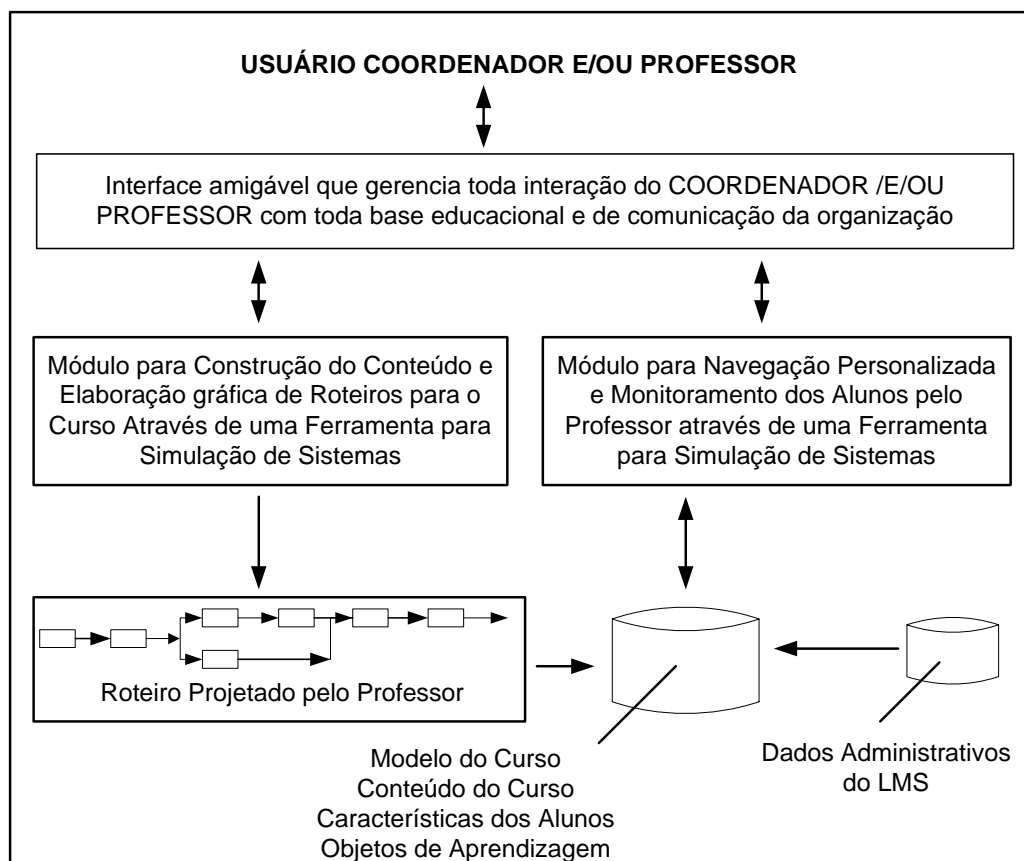 USUÁRIO COORDENADOR E/OU PROFESSOR
Interface amigável que gerencia toda interação do COORDENADOR /E/OU
PROFESSOR com toda base educacional e de comunicação da organização
Módulo para Construção do Conteúdo e
Elaboração gráfica de Roteiros para o
Curso Através de uma Ferramenta para
Simulação de Sistemas
Módulo para Navegação Personalizada
e Monitoramento dos Alunos pelo
Professor através de uma Ferramenta
para Simulação de Sistemas
Roteiro Projetado pelo Professor
Modelo do Curso
Conteúdo do Curso
Características dos Alunos
Objetos de Aprendizagem
Dados Administrativos
do LMS